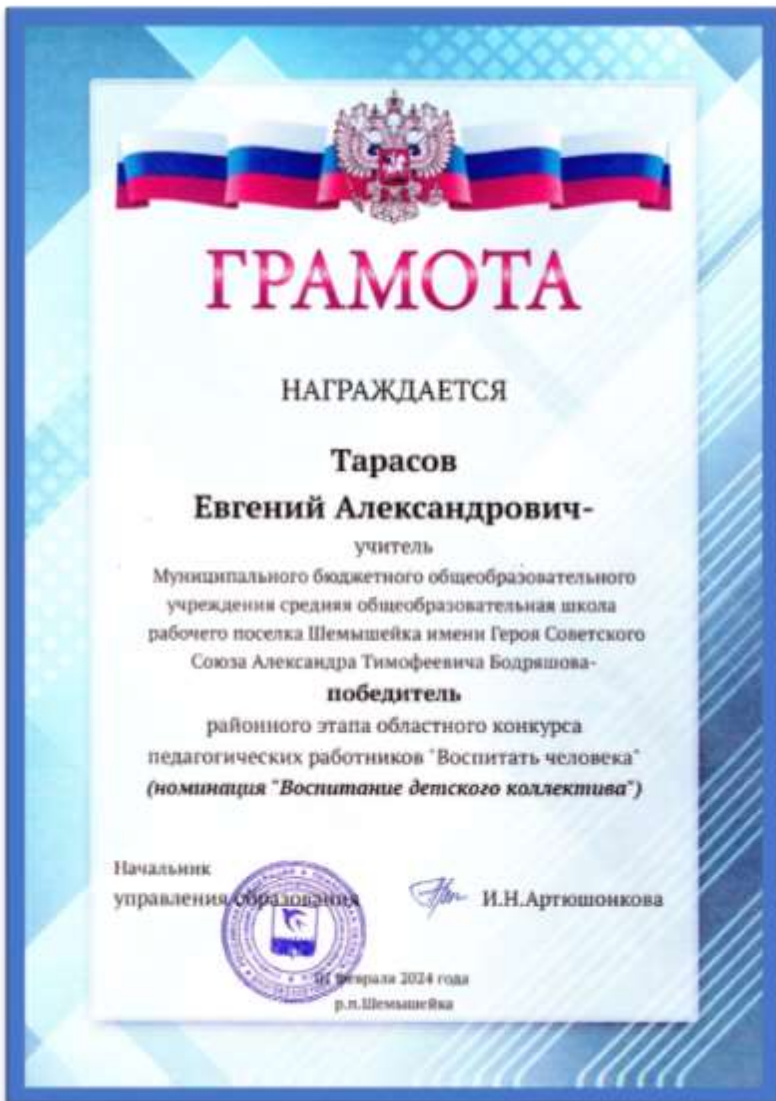 ГРАМОТА
НАГРАЖДАЕТСЯ
Тарасов
Евгений Александрович-
учитель
Муниципального бюджетного общеобразовательного
учреждения средняя общеобразовательная школа
рабочего поселка Шемышейка имени Героя Советского
Союза Александра Тимофеевича Бодряшова-
победитель
районного этапа областного конкурса
педагогических работников "Воспитать человека"
(номинация "Воспитание детского коллектива")
Начальник
управления образования
И.Н.Артюшонкова
февраля 2024 года
р.п.Шемышейка